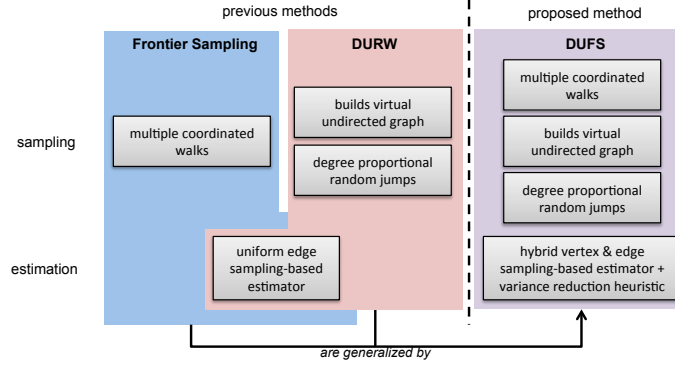 previous methods
proposed method
Frontier Sampling
DURW
DUFS
sampling
multiple coordinated
walks
builds virtual
undirected graph
degree proportional
random jumps
multiple coordinated
walks
builds virtual
undirected graph
degree proportional
random jumps
estimation
uniform edge
sampling-based
estimator
hybrid vertex & edge
sampling-based estimator +
variance reduction heuristic
are generalized by